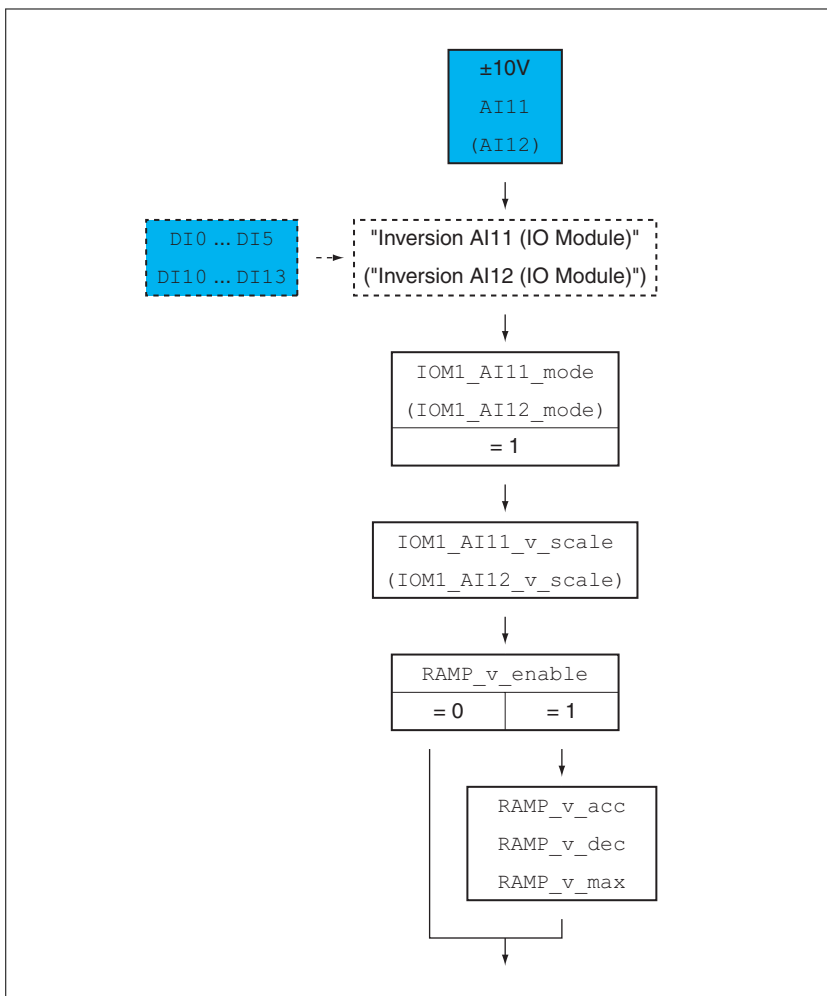 ±10V
AI11
(AI12)
DI0 ... DI5
DI10 ... DI13
"Inversion AI11 (IO Module)"
("Inversion AI12 (IO Module)")
IOM1_AI11_mode
(IOM1_AI12_mode)
= 1
IOM1_AI11_v_scale
(IOM1_AI12_v_scale)
RAMP_v_enable
= 0
= 1
RAMP_v_acc
RAMP_v_dec
RAMP_v_max